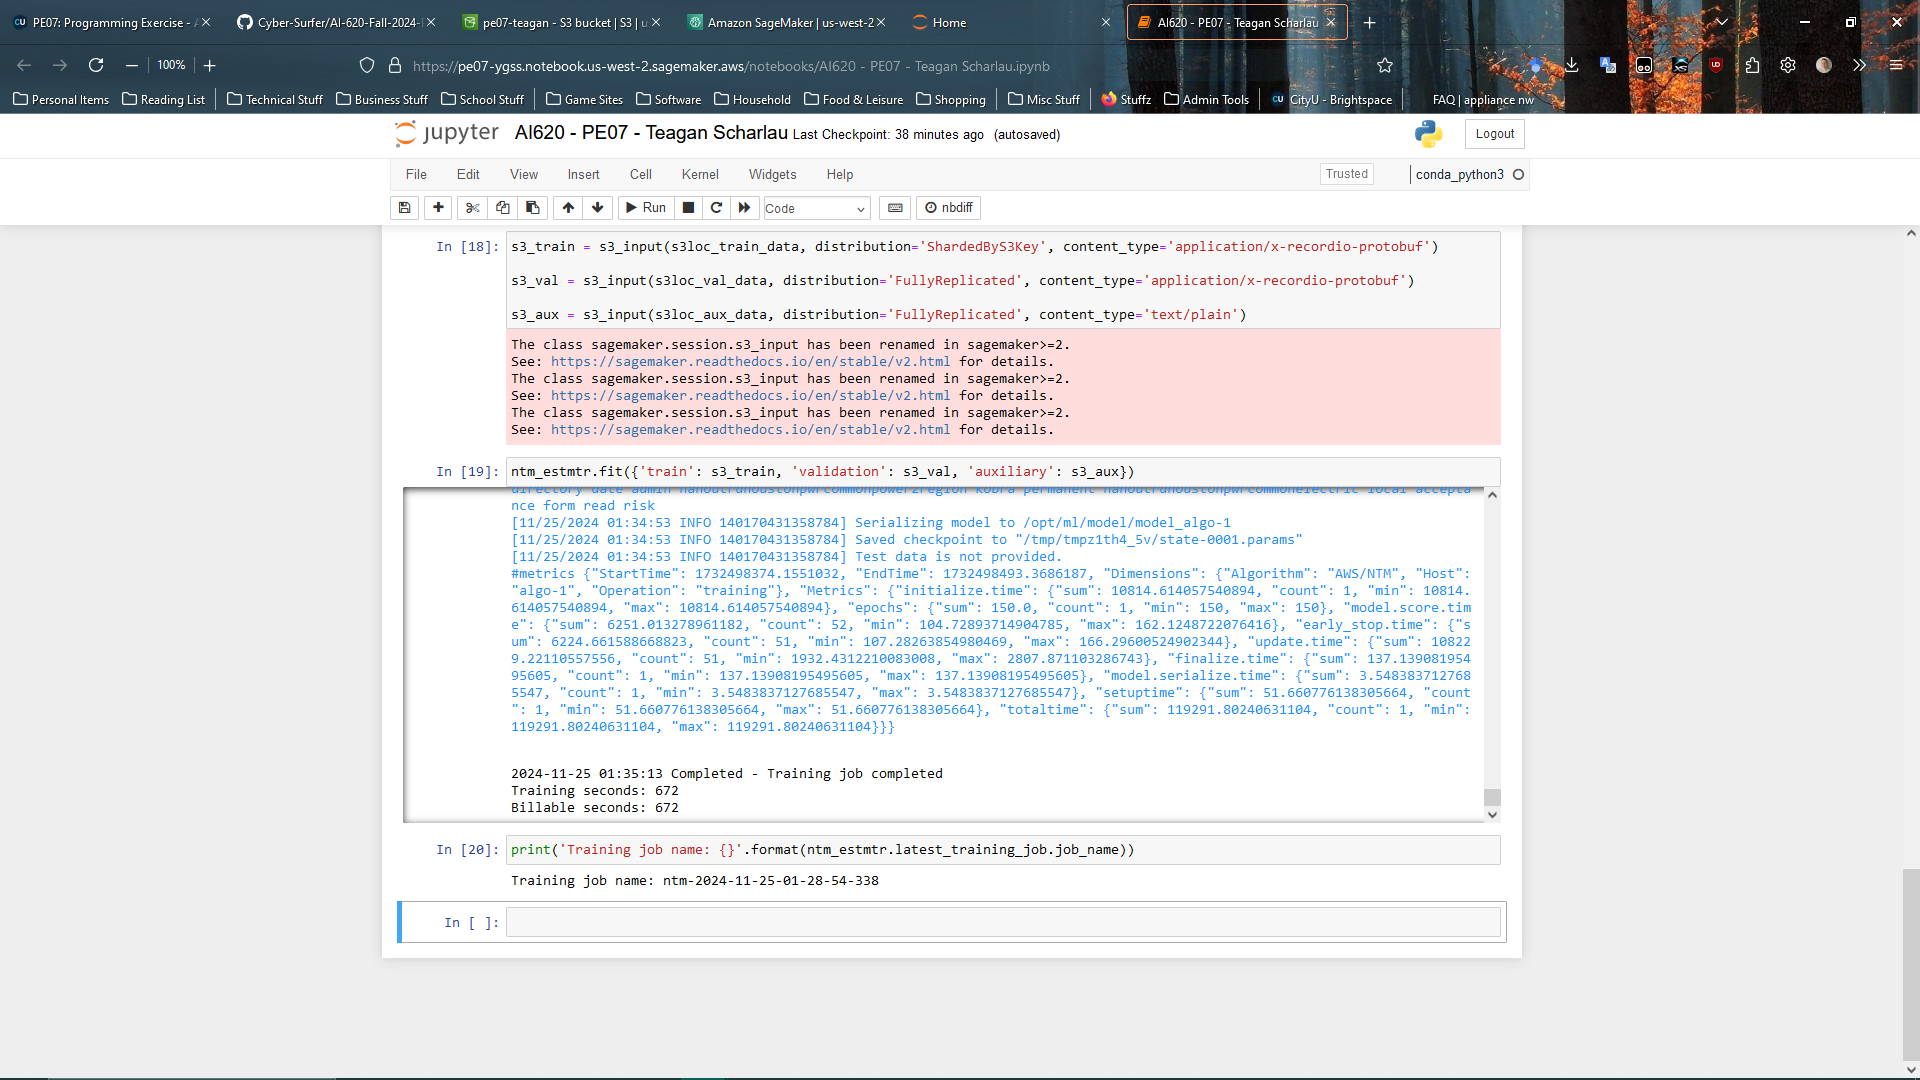 PE07: Programming Exercise - A
Cyber-Surfer/AI-620-Fall-2024-
pe07-teagan - S3 bucket | S3 | u
Amazon SageMaker | us-west-2
Home
AI620 - PE07 - Teagan Scharlau
100%
https://pe07-ygss.notebook.us-west-2.sagemaker.aws/notebooks/AI620 - PE07 - Teagan Scharlau.ipynb
Personal Items
Reading List
Technical Stuff
Business Stuff
School Stuff
Game Sites
Software
Household
Food & Leisure
Shopping
Misc Stuff
Stuffz
Admin Tools
CU CityU - Brightspace
FAQ | appliance nw
jupyter AI620 - PE07 - Teagan Scharlau Last Checkpoint: 38 minutes ago (autosaved)
Logout
File Edit View Insert Cell Kernel Widgets Help
Trusted
conda_python3
Run
Code
nbdiff
In [18]: s3_train = s3_input(s3loc_train_data, distribution='ShardedByS3Key', content_type='application/x-recordio-protobuf')
s3_val = s3_input(s3loc_val_data, distribution='FullyReplicated', content_type='application/x-recordio-protobuf')
s3_aux = s3_input(s3loc_aux_data, distribution='FullyReplicated', content_type='text/plain')
The class sagemaker.session.s3_input has been renamed in sagemaker>=2.
See: https://sagemaker.readthedocs.io/en/stable/v2.html for details.
The class sagemaker.session.s3_input has been renamed in sagemaker>=2.
See: https://sagemaker.readthedocs.io/en/stable/v2.html for details.
The class sagemaker.session.s3_input has been renamed in sagemaker>=2.
See: https://sagemaker.readthedocs.io/en/stable/v2.html for details.
In [19]: ntm_estmtr.fit({'train': s3_train, 'validation': s3_val, 'auxiliary': s3_aux})
directory date admin nahoutrdhoustonpwrcommonpower2region kobra permanent nahoutrdhoustonpwrcommonelectric local accepta
nce form read risk
[11/25/2024 01:34:53 INFO 140170431358784] Serializing model to /opt/ml/model/model_algo-1
[11/25/2024 01:34:53 INFO 140170431358784] Saved checkpoint to "/tmp/tmpz1th4_5v/state-0001.params"
[11/25/2024 01:34:53 INFO 140170431358784] Test data is not provided.
#metrics {"StartTime": 1732498374.1551032, "EndTime": 1732498493.3686187, "Dimensions": {"Algorithm": "AWS/NTM", "Host":
"algo-1", "Operation": "training"}, "Metrics": {"initialize.time": {"sum": 10814.614057540894, "count": 1, "min": 10814.
614057540894, "max": 10814.614057540894}, "epochs": {"sum": 150.0, "count": 1, "min": 150, "max": 150}, "model.score.tim
e": {"sum": 6251.013278961182, "count": 52, "min": 104.72893714904785, "max": 162.1248722076416}, "early_stop.time": {"s
um": 6224.661588668823, "count": 51, "min": 107.28263854980469, "max": 166.29600524902344}, "update.time": {"sum": 10822
9.22110557556, "count": 51, "min": 1932.4312210083008, "max": 2807.871103286743}, "finalize.time": {"sum": 137.139081954
95605, "count": 1, "min": 137.13908195495605, "max": 137.13908195495605}, "model.serialize.time": {"sum": 3.548383712768
5547, "count": 1, "min": 3.5483837127685547, "max": 3.5483837127685547}, "setuptime": {"sum": 51.660776138305664, "count
": 1, "min": 51.660776138305664, "max": 51.660776138305664}, "totaltime": {"sum": 119291.80240631104, "count": 1, "min":
119291.80240631104, "max": 119291.80240631104}}}
2024-11-25 01:35:13 Completed - Training job completed
Training seconds: 672
Billable seconds: 672
In [20]: print('Training job name: {}'.format(ntm_estmtr.latest_training_job.job_name))
Training job name: ntm-2024-11-25-01-28-54-338
In [ ]: